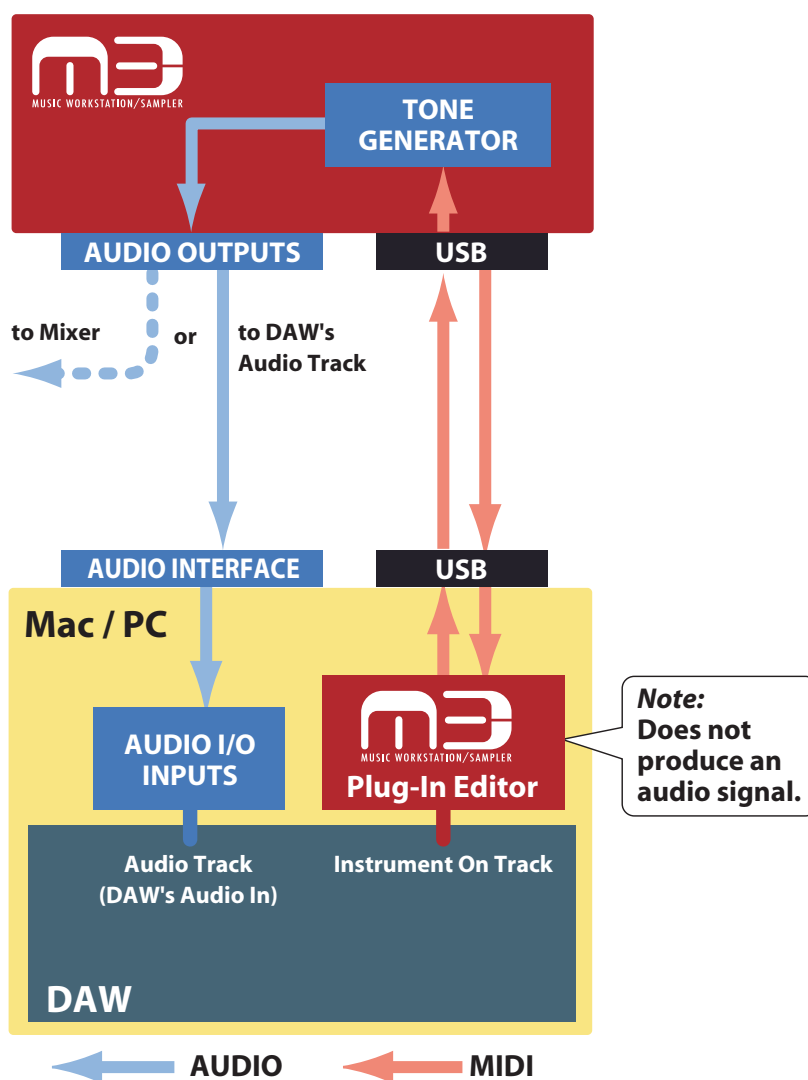 M3
MUSIC WORKSTATION/SAMPLER
TONE
GENERATOR
AUDIO OUTPUTS
USB
to Mixer
or
to DAW's
Audio Track
AUDIO INTERFACE
USB
Mac / PC
AUDIO I/O
INPUTS
M3
MUSIC WORKSTATION/SAMPLER
Plug-In Editor
Note:
Does not
produce an
audio signal.
Audio Track
(DAW's Audio In)
Instrument On Track
DAW
AUDIO
MIDI